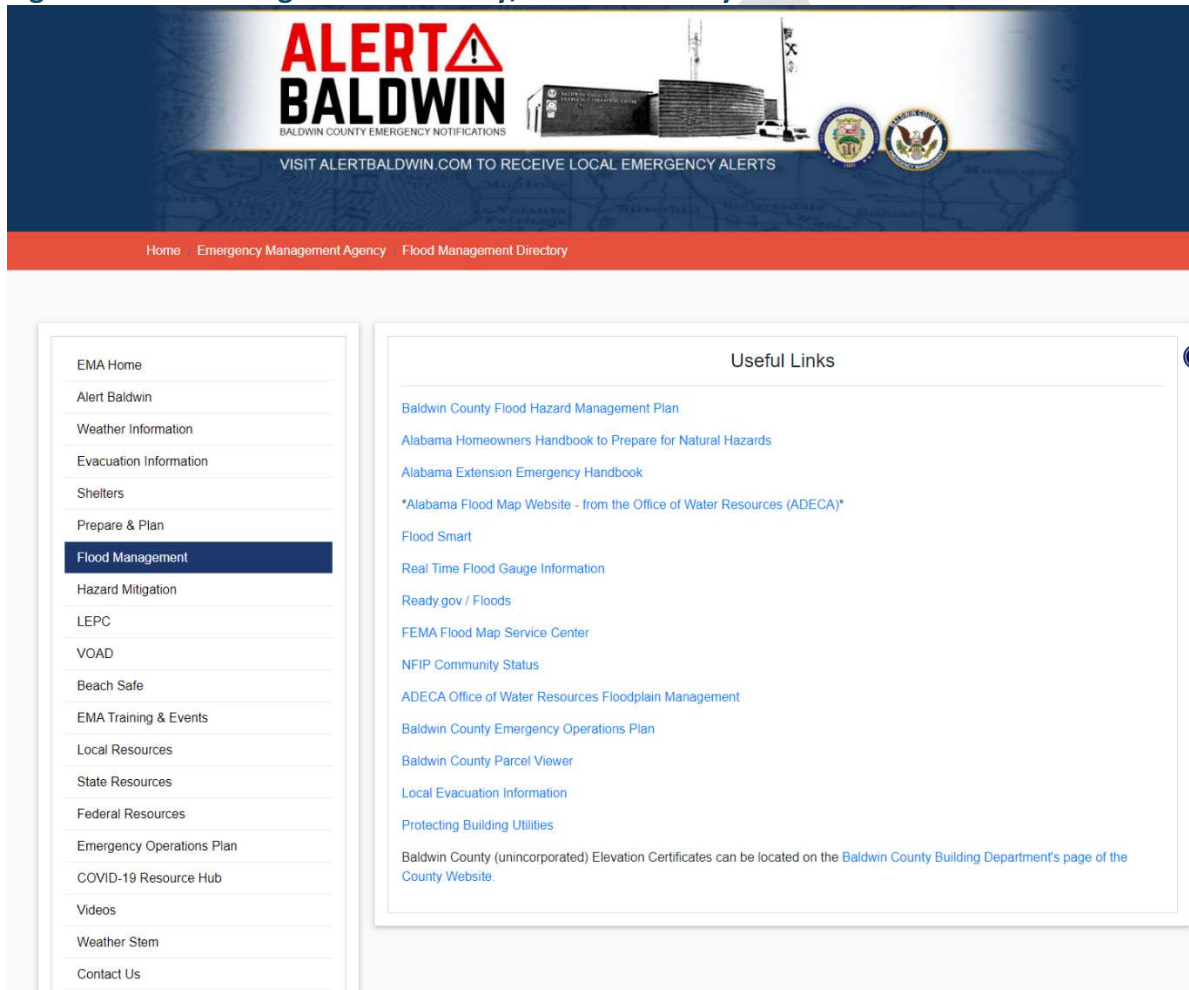 ALERT
BALDWIN
BALDWIN COUNTY EMERGENCY NOTIFICATIONS
VISIT ALERTBALDWIN.COM TO RECEIVE LOCAL EMERGENCY ALERTS
Home / Emergency Management Agency / Flood Management Directory
EMA Home
Alert Baldwin
Weather Information
Evacuation Information
Shelters
Prepare & Plan
Flood Management
Hazard Mitigation
LEPC
VOAD
Beach Safe
EMA Training & Events
Local Resources
State Resources
Federal Resources
Emergency Operations Plan
COVID-19 Resource Hub
Videos
Weather Stem
Contact Us
Useful Links
Baldwin County Flood Hazard Management Plan
Alabama Homeowners Handbook to Prepare for Natural Hazards
Alabama Extension Emergency Handbook
*Alabama Flood Map Website - from the Office of Water Resources (ADECA)*
Flood Smart
Real Time Flood Gauge Information
Ready.gov / Floods
FEMA Flood Map Service Center
NFIP Community Status
ADECA Office of Water Resources Floodplain Management
Baldwin County Emergency Operations Plan
Baldwin County Parcel Viewer
Local Evacuation Information
Protecting Building Utilities
Baldwin County (unincorporated) Elevation Certificates can be located on the Baldwin County Building Department's page of the
County Website.